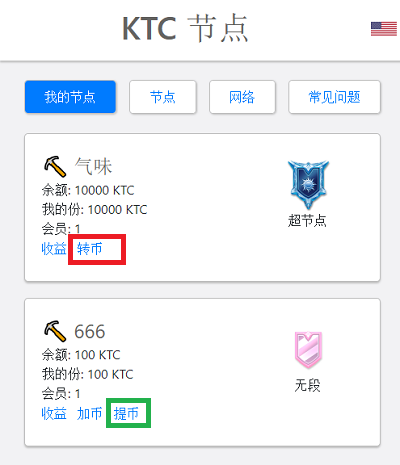 KTC 节点
我的节点 节点 网络 常见问题
气味
余额: 10000 KTC
我的份: 10000 KTC
会员: 1
收益 转币
超节点
666
余额: 100 KTC
我的份: 100 KTC
会员: 1
收益 加币 提币
无段